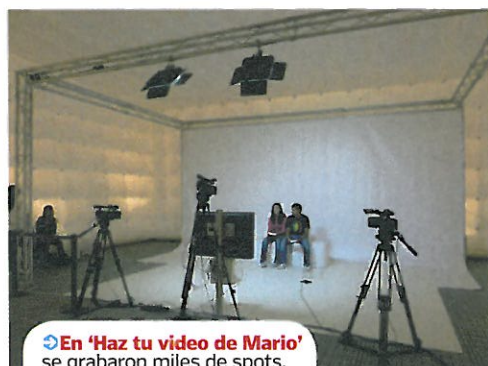 En 'Haz tu video de Mario'
se grabaron miles de spots.